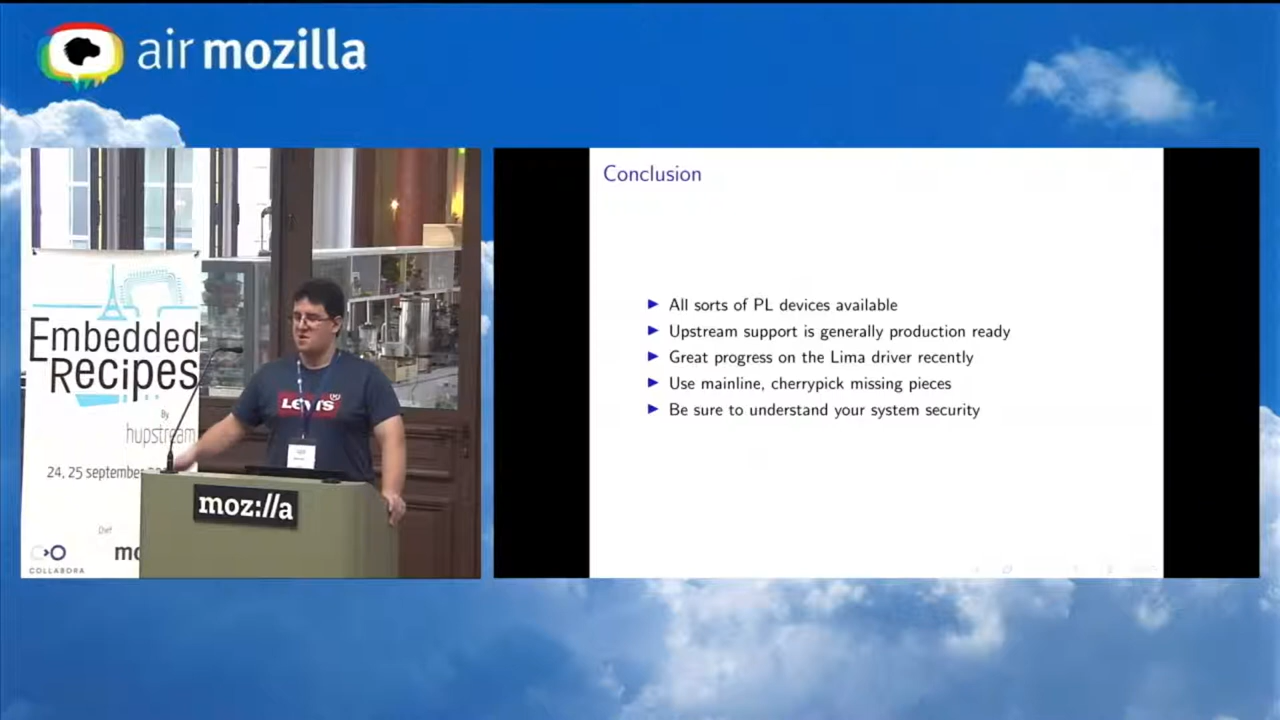 air mozilla
Embedded
Recipes
By
hupstream
24, 25 september
Chef
COLLABORA
LEVI'S
moz://a
Conclusion
All sorts of PL devices available
Upstream support is generally production ready
Great progress on the Lima driver recently
Use mainline, cherrypick missing pieces
Be sure to understand your system security